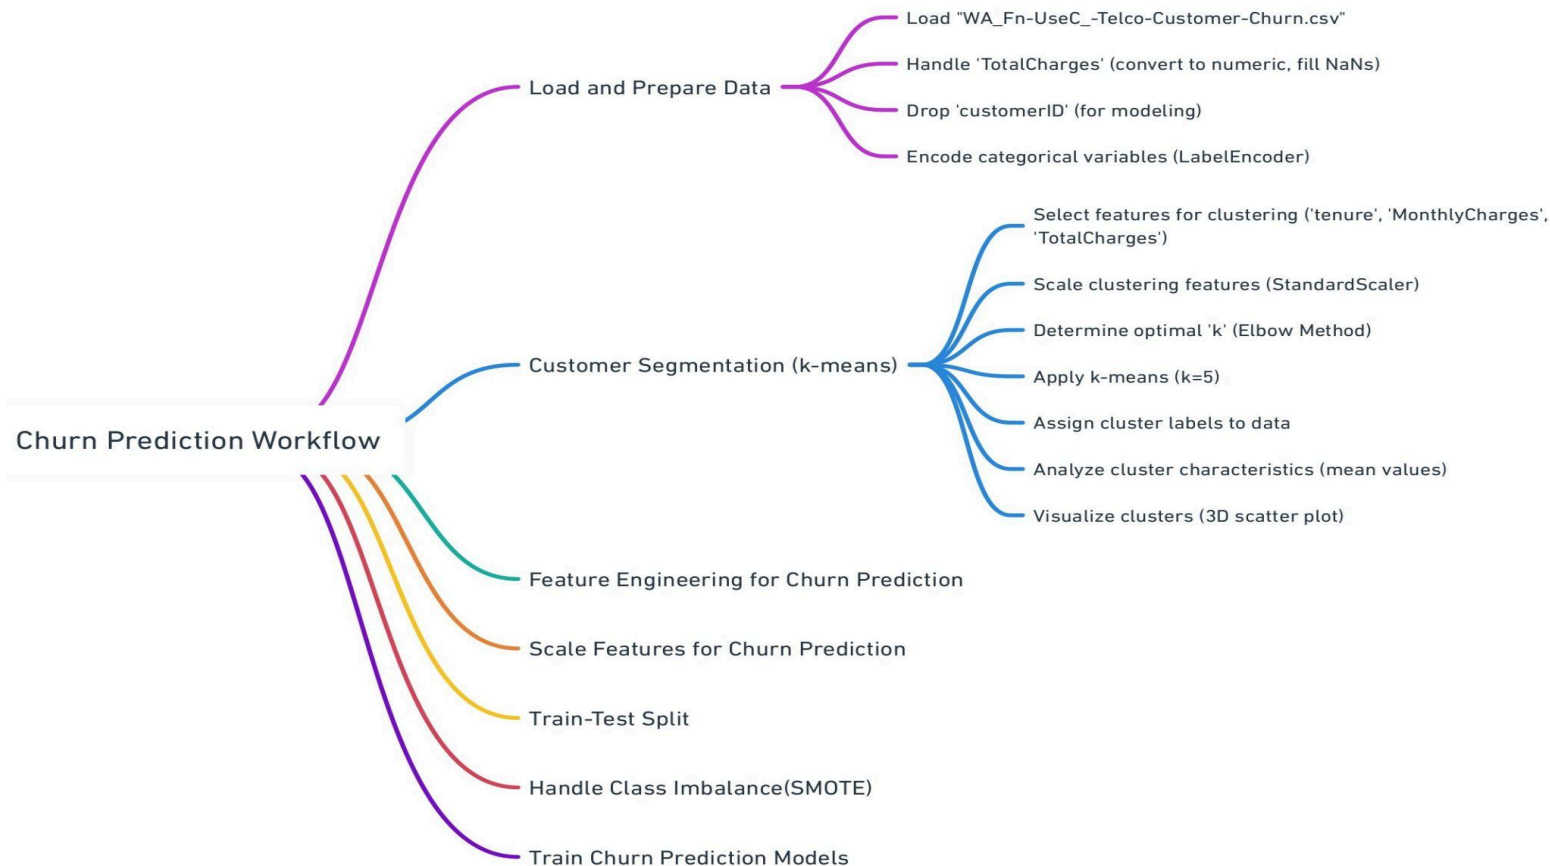 Churn Prediction Workflow
Load and Prepare Data
Load "WA_Fn-UseC_-Telco-Customer-Churn.csv"
Handle 'TotalCharges' (convert to numeric, fill NaNs)
Drop 'customerID' (for modeling)
Encode categorical variables (LabelEncoder)
Customer Segmentation (k-means)
Select features for clustering ('tenure', 'MonthlyCharges',
'TotalCharges')
Scale clustering features (StandardScaler)
Determine optimal 'k' (Elbow Method)
Apply k-means (k=5)
Assign cluster labels to data
Analyze cluster characteristics (mean values)
Visualize clusters (3D scatter plot)
Feature Engineering for Churn Prediction
Scale Features for Churn Prediction
Train-Test Split
Handle Class Imbalance(SMOTE)
Train Churn Prediction Models